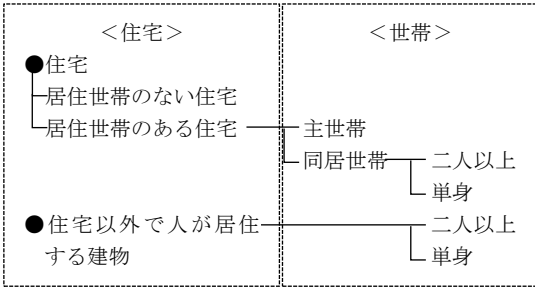 ＜住宅＞ ＜世帯＞
●住宅
居住世帯のない住宅
居住世帯のある住宅 主世帯
同居世帯 二人以上
単身
●住宅以外で人が居住 二人以上
する建物 単身